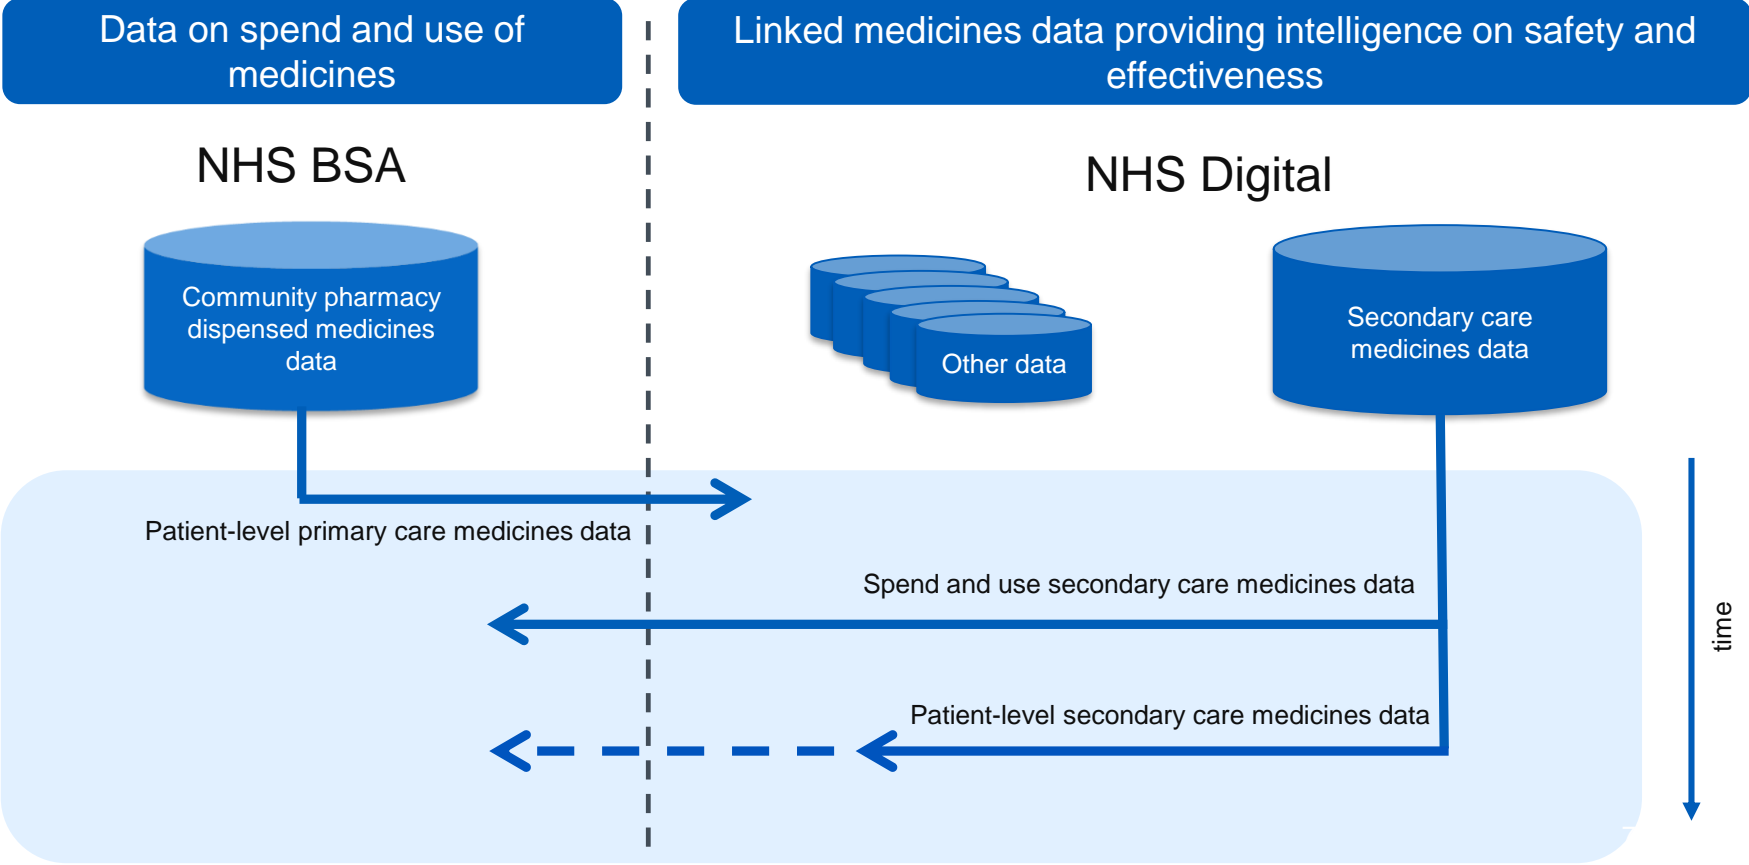 Data on spend and use of
medicines
Linked medicines data providing intelligence on safety and
effectiveness
NHS BSA
NHS Digital
Community pharmacy
dispensed medicines
data
Other data
Secondary care
medicines data
Patient-level primary care medicines data
Spend and use secondary care medicines data
Patient-level secondary care medicines data
time